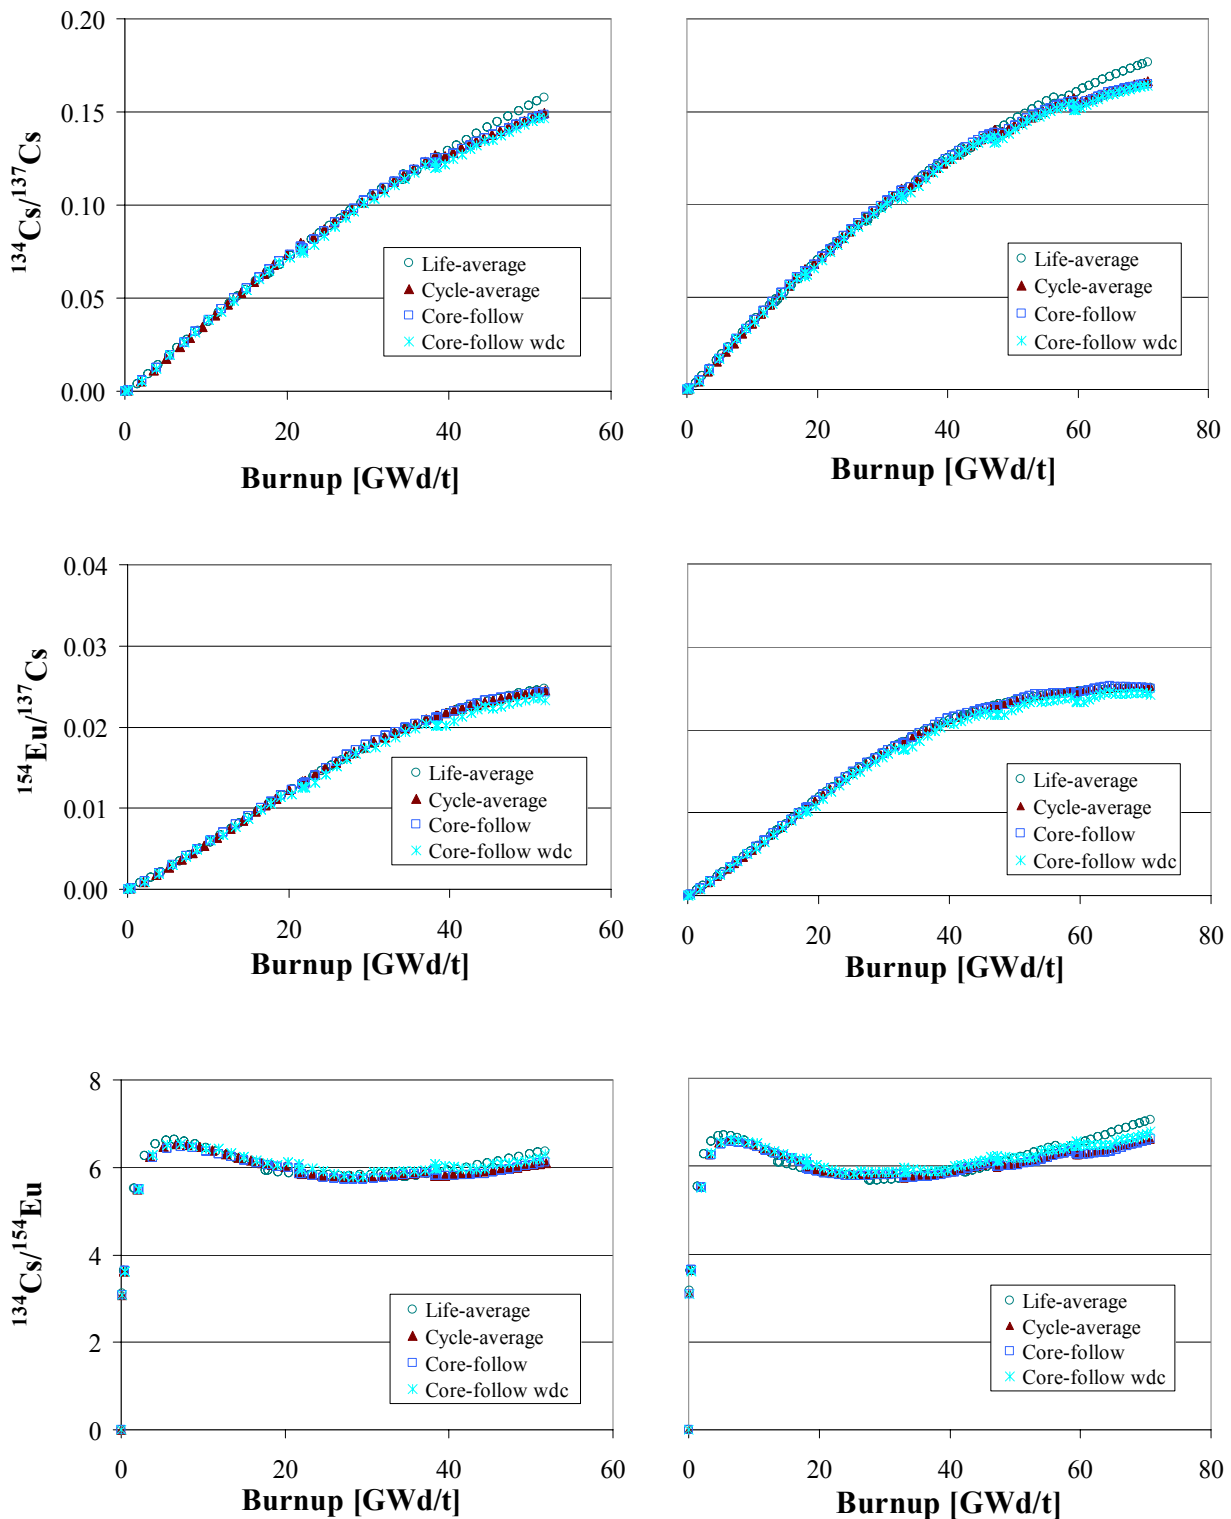 0.20
0.15
0.10
0.05
0.00
134Cs/137Cs
Life-average
Cycle-average
Core-follow
Core-follow wdc
0 20 40 60
Burnup [GWd/t]
Life-average
Cycle-average
Core-follow
Core-follow wdc
0 20 40 60 80
Burnup [GWd/t]
0.04
0.03
0.02
0.01
0.00
154Eu/137Cs
Life-average
Cycle-average
Core-follow
Core-follow wdc
0 20 40 60
Burnup [GWd/t]
Life-average
Cycle-average
Core-follow
Core-follow wdc
0 20 40 60 80
Burnup [GWd/t]
8
6
4
2
0
134Cs/154Eu
Life-average
Cycle-average
Core-follow
Core-follow wdc
0 20 40 60
Burnup [GWd/t]
Life-average
Cycle-average
Core-follow
Core-follow wdc
0 20 40 60 80
Burnup [GWd/t]